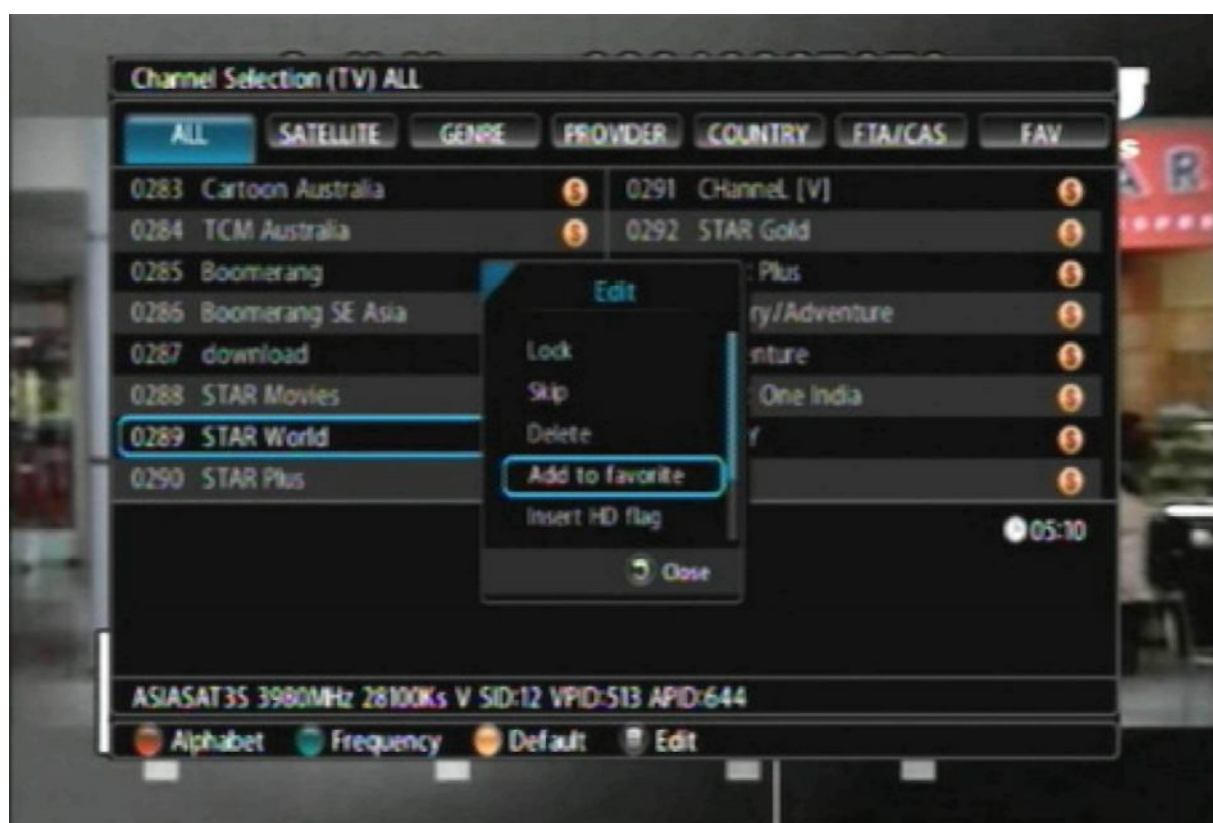 Channel Selection (TV) ALL
ALL SATELLITE GENRE PROVIDER COUNTRY FTA/CAS FAV
0283 Cartoon Australia S 0291 CHanneL [V] S
0284 TCM Australia S 0292 STAR Gold S
0285 Boomerang Plus S
0286 Boomerang SE Asia ry/Adventure S
0287 download nture S
0288 STAR Movies One India S
0289 STAR World Y S
0290 STAR Plus S
Edit
Lock
Skip
Delete
Add to favorite
Insert HD flag
Close
05:10
ASIASAT3S 3980MHz 28100Ks V SID:12 VPID:513 APID:644
Alphabet Frequency Default Edit